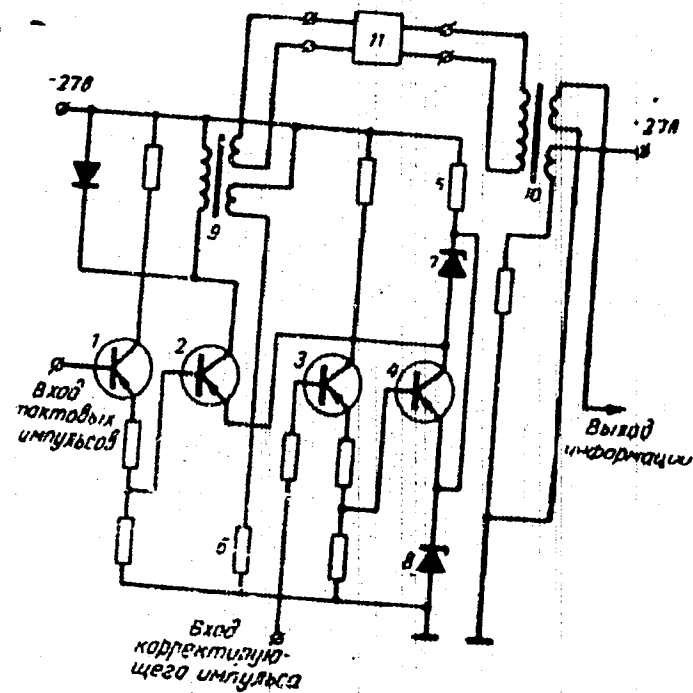 11
-27В
-27В
5
10
9
7
1
2
3
4
Вход
тактовых
импульсов
Выход
информации
6
8
Вход
корректирую-
щего импульса